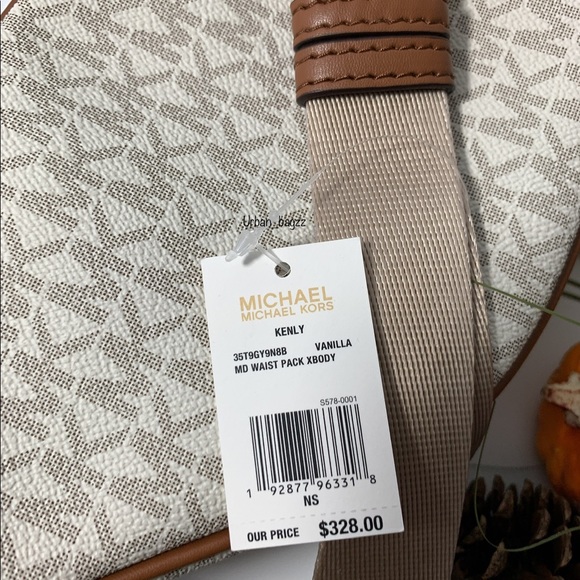 Urban_bagzz
MICHAEL
MICHAEL KORS
KENLY
35T9GY9N8B VANILLA
MD WAIST PACK XBODY
S578-0001
1 92877 96331 8
NS
OUR PRICE $328.00